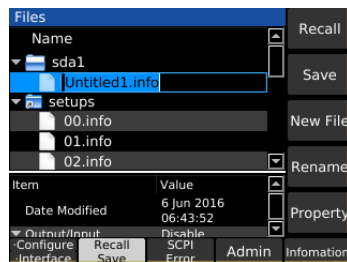 Files
Name
sda1
Untitled1.info
setups
00.info
01.info
02.info
Item Value
Date Modified 6 Jun 2016
06:43:52
Output/Input Disable
Recall
Save
New File
Rename
Property
Infomation
Configure
Interface
Recall
Save
SCPI
Error
Admin